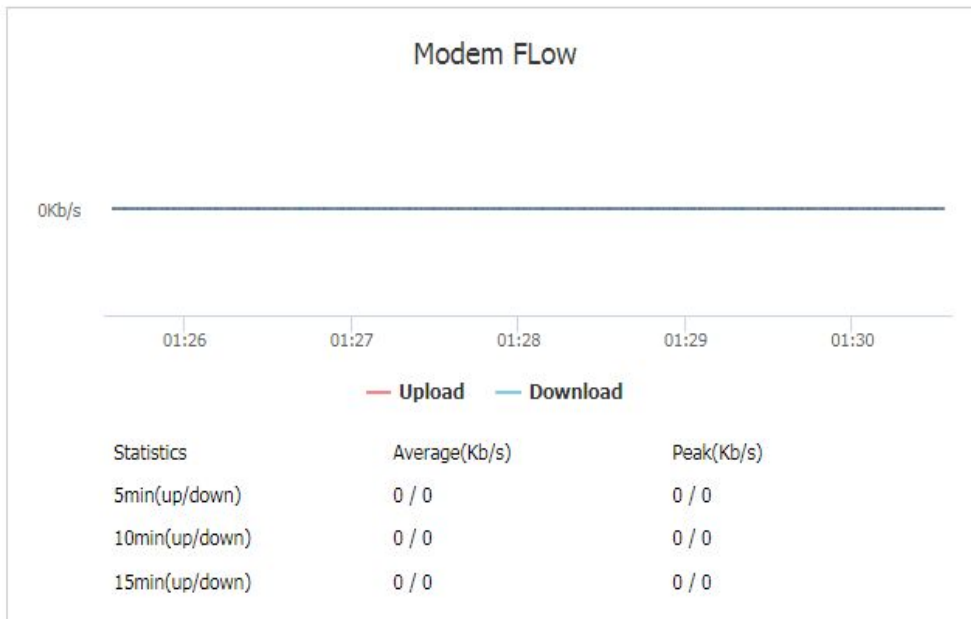 Modem FLow
0Kb/s
01:26 01:27 01:28 01:29 01:30
Upload Download
Statistics Average(Kb/s) Peak(Kb/s)
5min(up/down) 0 / 0 0 / 0
10min(up/down) 0 / 0 0 / 0
15min(up/down) 0 / 0 0 / 0